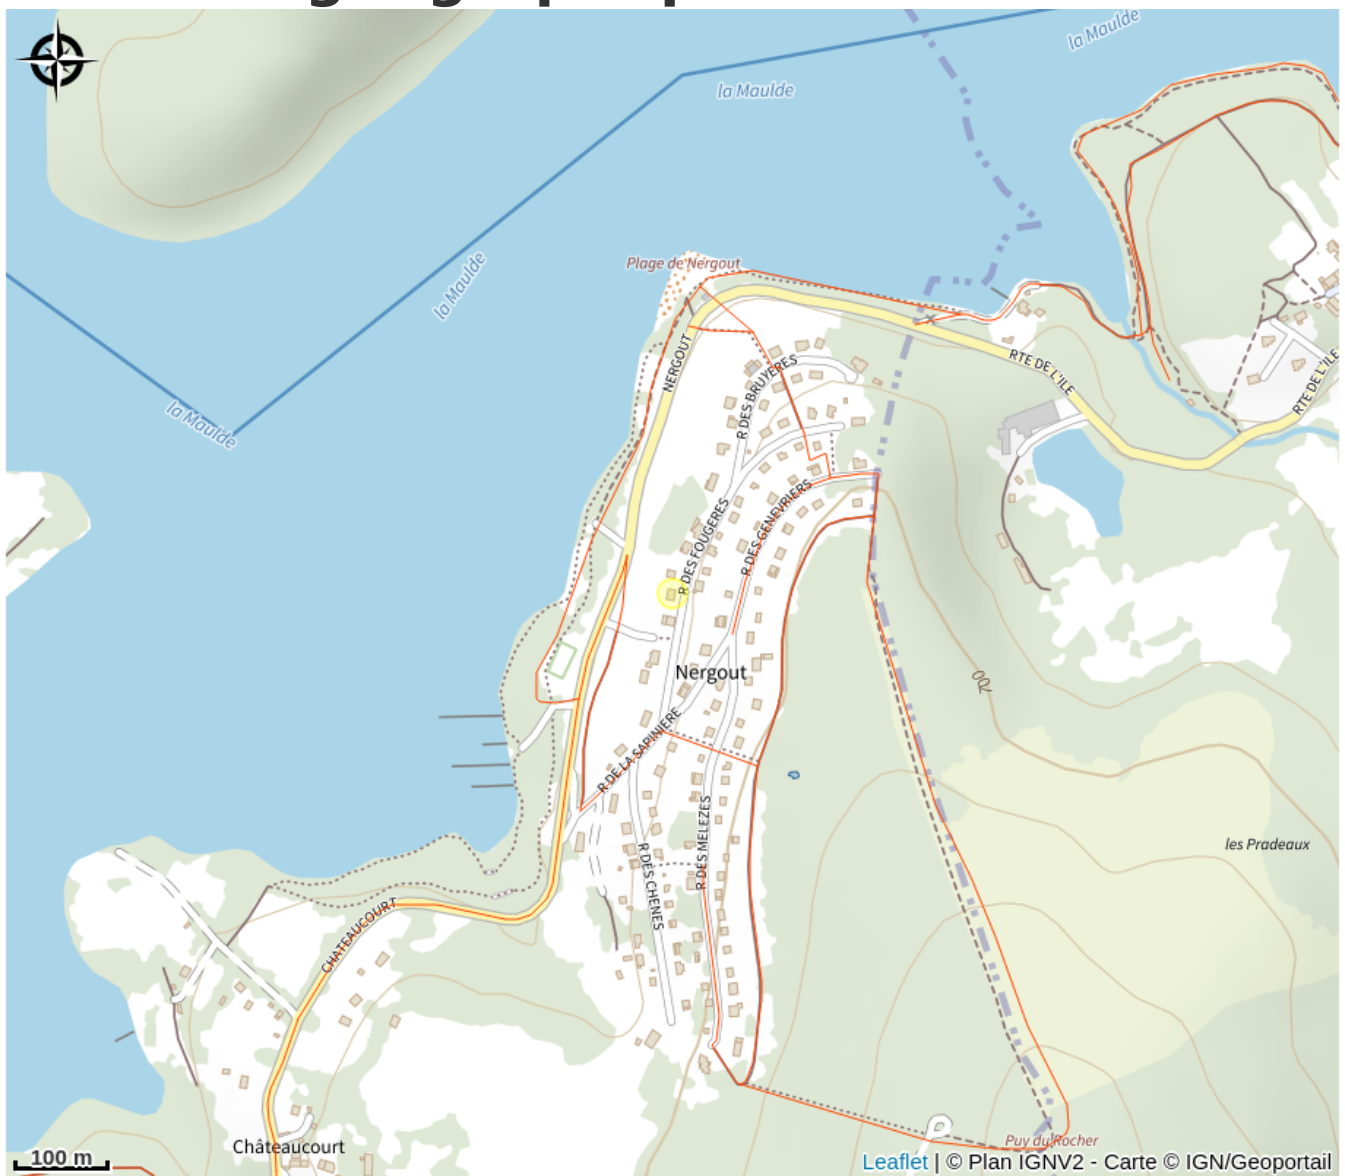 la Maulde
la Maulde
la Maulde
Plage de Nergout
NERGOUT
RTE DE L'ILE
RTE DE L'ILE
R DES BRUYERES
la Maulde
R DES FOUGERES
R DES GENEVRIERS
Nergout
700
R DE LA SAPINIERE
R DES MELEZES
R DES CHENES
les Pradeaux
CHATEAUCOURT
Châteaucourt
Puy du Rocher
100 m
Leaflet | © Plan IGNV2 - Carte © IGN/Geoportail